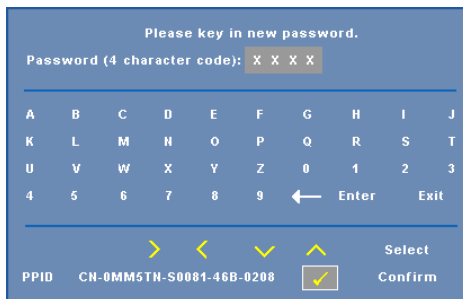 Please key in new password.
Password (4 character code): X X X X
A B C D E F G H I J
K L M N O P Q R S T
U V W X Y Z 0 1 2 3
4 5 6 7 8 9 ← Enter Exit
Select
PPID CN-0MM5TN-S0081-46B-0208 Confirm